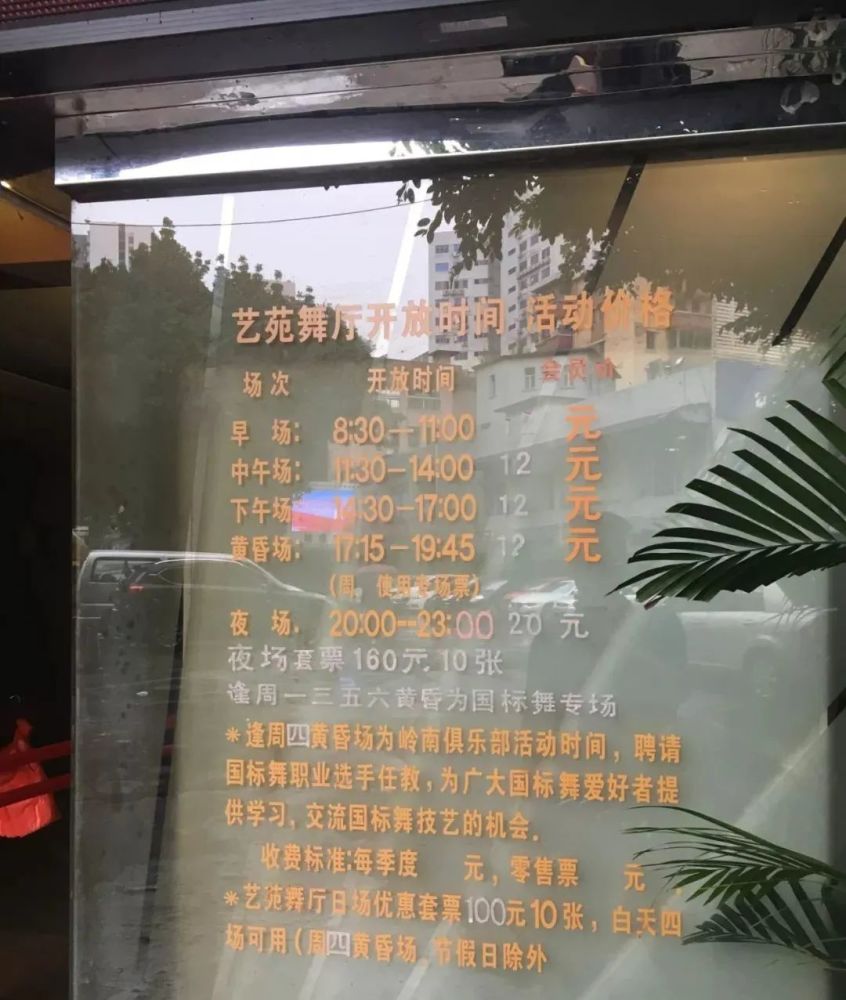 艺苑舞厅开放时间 活动价格
场次 开放时间 会员价
早 场: 8:30—11:00 元
中午场: 11:30—14:00 12 元
下午场: 14:30—17:00 12 元
黄昏场: 17:15—19:45 12 元
(周 使用专场票)
夜 场. 20:00--23:00 20 元
夜场套票160元.10张
逢周一三五六黄昏为国标舞专场
*逢周四黄昏场为岭南俱乐部活动时间，聘请
国标舞职业选手任教，为广大国标舞爱好者提
供学习，交流国标舞技艺的机会.
收费标准:每季度 元，零售票 元 ，
*艺苑舞厅日场优惠套票100元10张，白天四
场可用(周四黄昏场.节假日除外